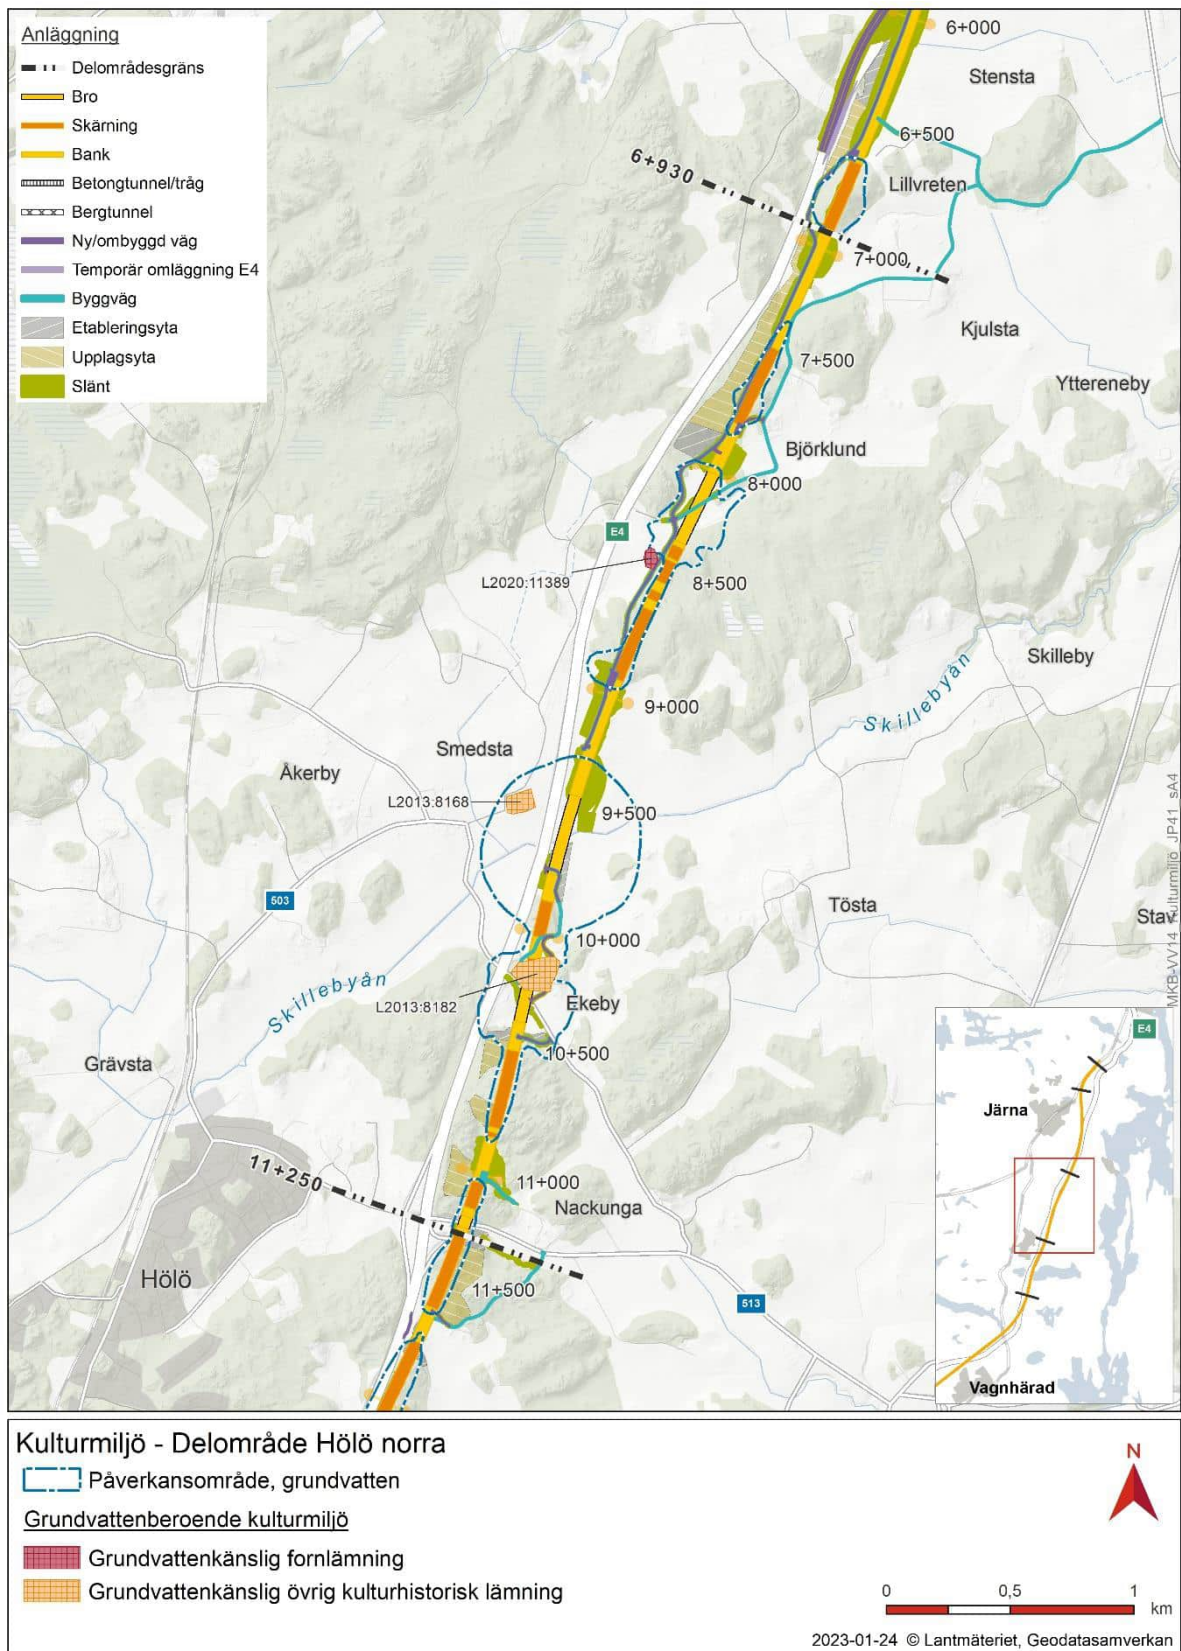 Anläggning
Delområdesgräns
Bro
Skärning
Bank
Betongtunnel/tråg
Bergtunnel
Ny/ombyggd väg
Temporär omläggning E4
Byggväg
Etableringsyta
Upplagsyta
Slänt
6+000
Stensta
6+500
6+930
Lillvreten
7+000
Kjulsta
7+500
Yttereneby
Björklund
8+000
E4
L2020:11389
8+500
Skilleby
Skillebyån
9+000
Smedsta
Åkerby
L2013:8168
9+500
503
Tösta
Stav
10+000
Skillebyån
L2013:8182
Ekeby
10+500
Grävsta
11+250
11+000
Nackunga
Hölö
11+500
513
E4
Järna
Vagnhärad
MKB-VV14 Kulturmiljö JP41 sA4
Kulturmiljö - Delområde Hölö norra
Påverkansområde, grundvatten
Grundvattenberoende kulturmiljö
Grundvattenkänslig fornlämning
Grundvattenkänslig övrig kulturhistorisk lämning
N
0 0,5 1
km
2023-01-24 © Lantmäteriet, Geodatasamverkan